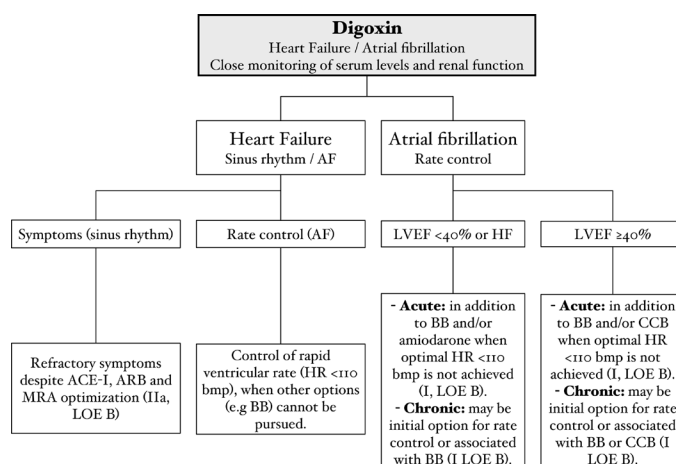 Digoxin
Heart Failure / Atrial fibrillation
Close monitoring of serum levels and renal function
Heart Failure
Sinus rhythm / AF
Atrial fibrillation
Rate control
Symptoms (sinus rhythm)
Rate control (AF)
LVEF <40% or HF
LVEF ≥40%
Refractory symptoms
despite ACE-I, ARB and
MRA optimization (IIa,
LOE B)
Control of rapid
ventricular rate (HR <110
bmp), when other options
(e.g BB) cannot be
pursued.
- Acute: in addition
to BB and/or
amiodarone when
optimal HR <110
bmp is not achieved
(I, LOE B).
- Chronic: may be
initial option for rate
control or associated
with BB (I LOE B).
- Acute: in addition
to BB and/or CCB
when optimal HR
<110 bmp is not
achieved (I, LOE B).
- Chronic: may be
initial option for rate
control or associated
with BB or CCB (I
LOE B).